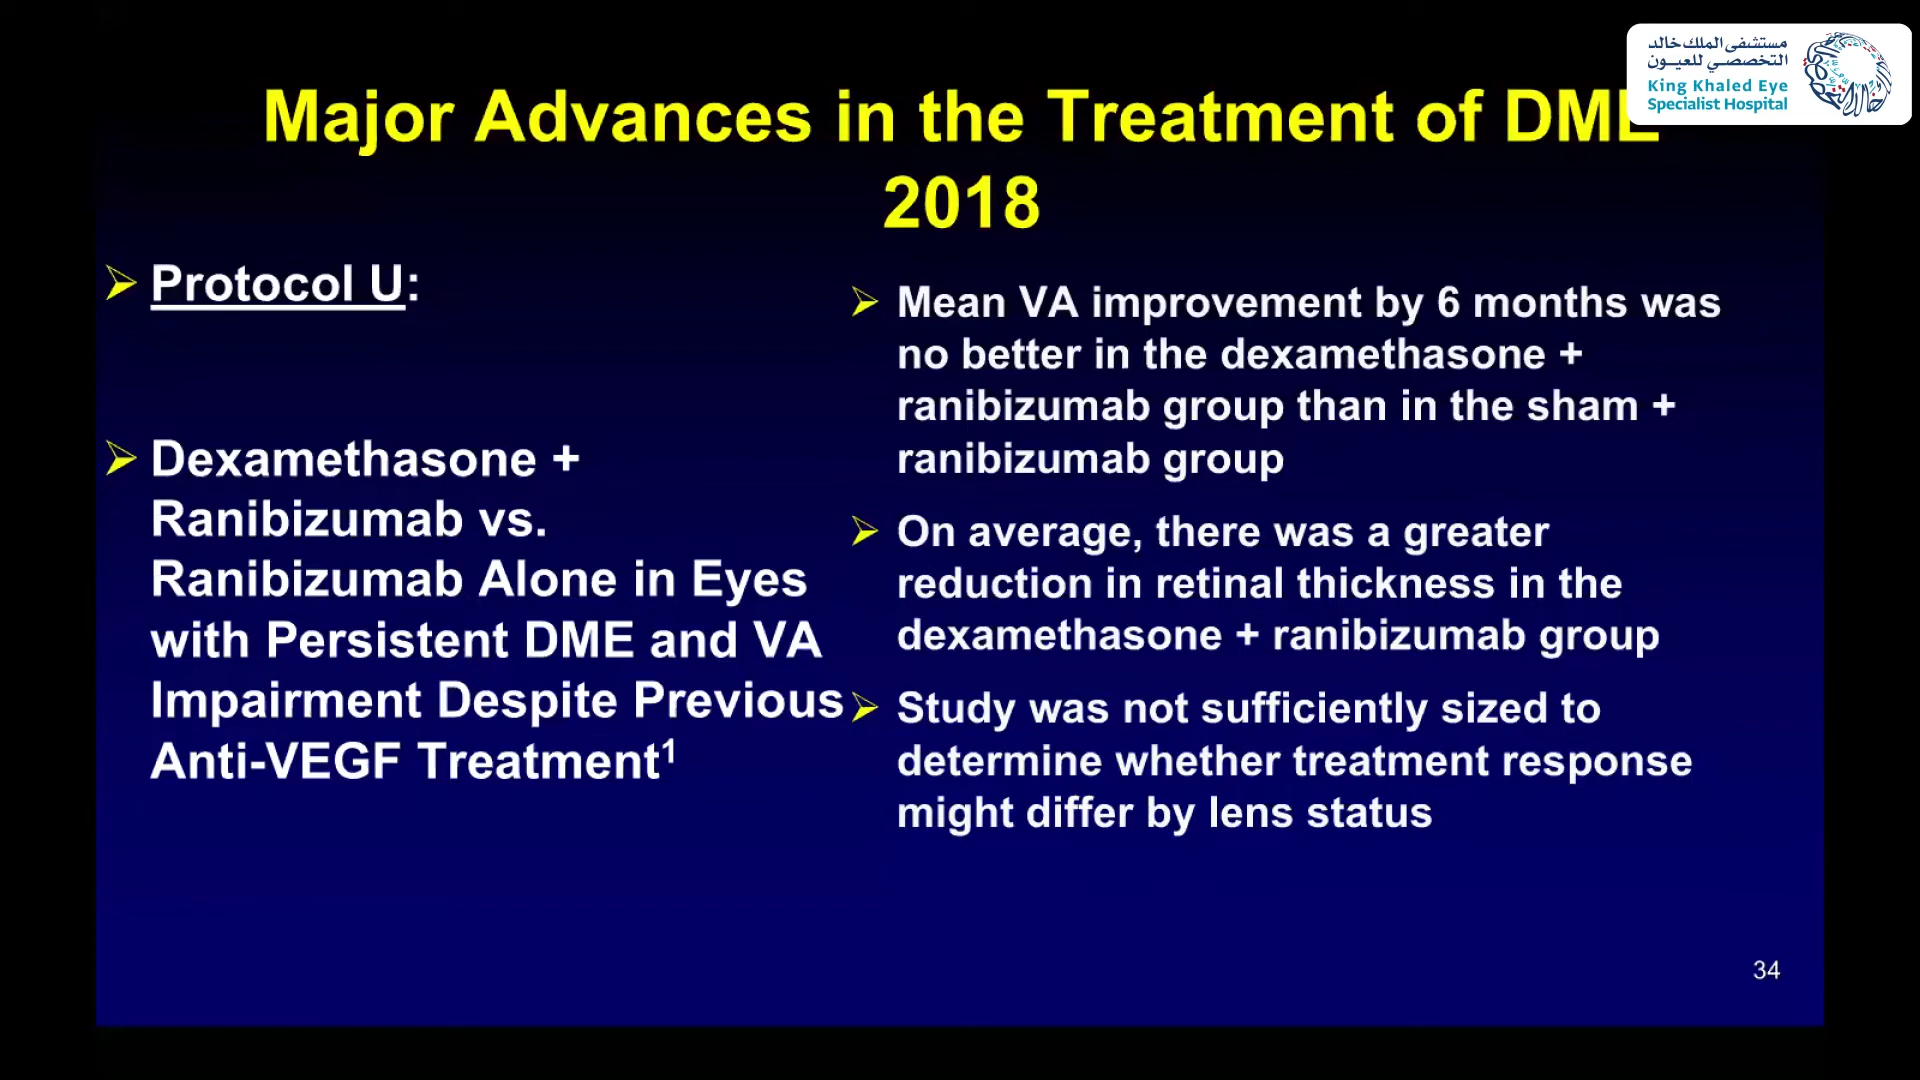 مستشفى الملك خالد
التخصصي للعيون
King Khaled Eye
Specialist Hospital
Major Advances in the Treatment of DME
2018
Protocol U:
Dexamethasone +
Ranibizumab vs.
Ranibizumab Alone in Eyes
with Persistent DME and VA
Impairment Despite Previous
Anti-VEGF Treatment¹
Mean VA improvement by 6 months was
no better in the dexamethasone +
ranibizumab group than in the sham +
ranibizumab group
On average, there was a greater
reduction in retinal thickness in the
dexamethasone + ranibizumab group
Study was not sufficiently sized to
determine whether treatment response
might differ by lens status
34